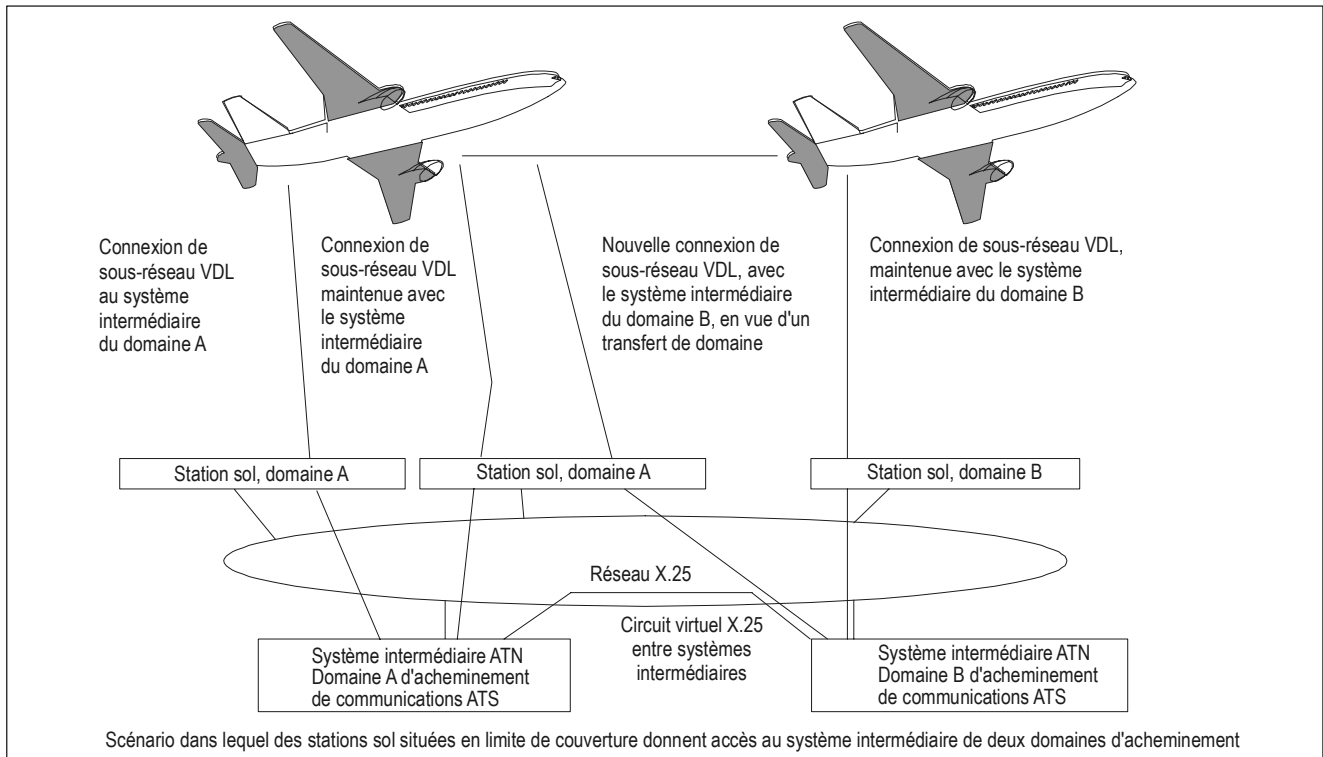 Connexion de
sous-réseau VDL
au système
intermédiaire
du domaine A
Connexion de
sous-réseau VDL
maintenue avec
le système
intermédiaire
du domaine A
Nouvelle connexion de
sous-réseau VDL, avec
le système intermédiaire
du domaine B, en vue d'un
transfert de domaine
Connexion de sous-réseau VDL,
maintenue avec le système
intermédiaire du domaine B
Station sol, domaine A
Station sol, domaine A
Station sol, domaine B
Réseau X.25
Circuit virtuel X.25
entre systèmes
intermédiaires
Système intermédiaire ATN
Domaine A d'acheminement
de communications ATS
Système intermédiaire ATN
Domaine B d'acheminement
de communications ATS
Scénario dans lequel des stations sol situées en limite de couverture donnent accès au système intermédiaire de deux domaines d'acheminement